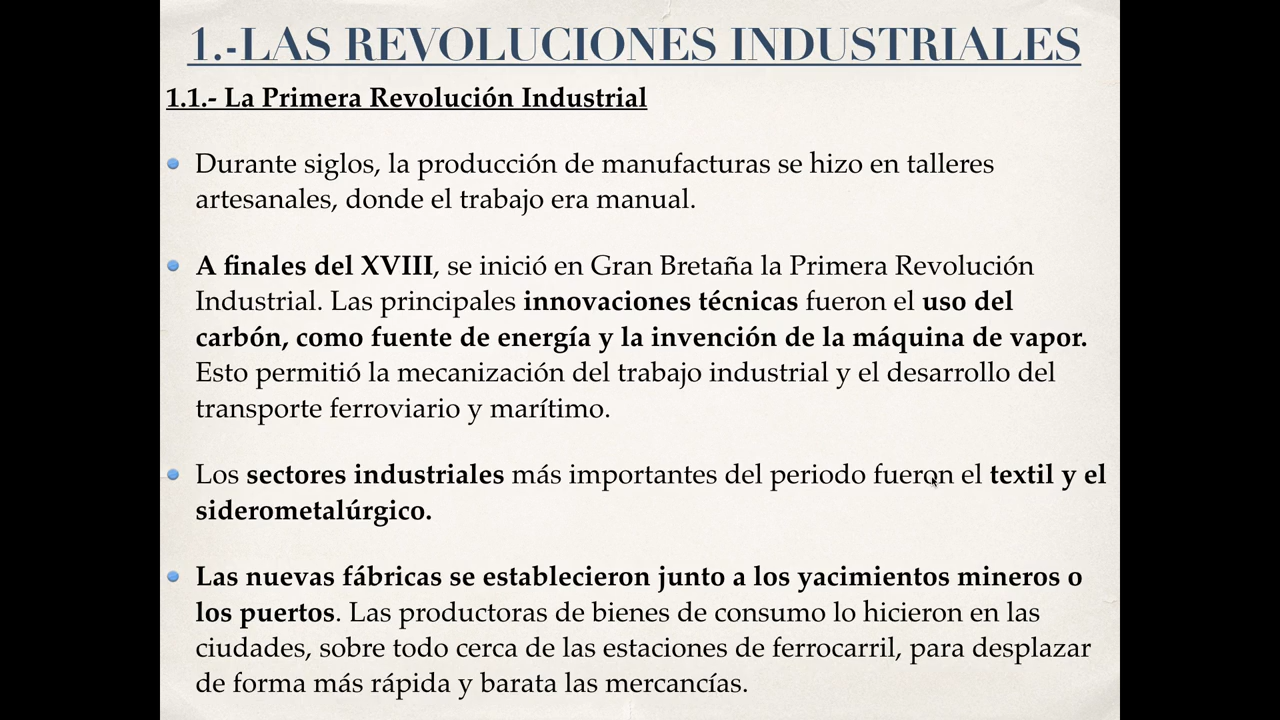 1.-LAS REVOLUCIONES INDUSTRIALES
1.1.- La Primera Revolución Industrial
Durante siglos, la producción de manufacturas se hizo en talleres
artesanales, donde el trabajo era manual.
A finales del XVIII, se inició en Gran Bretaña la Primera Revolución
Industrial. Las principales innovaciones técnicas fueron el uso del
carbón, como fuente de energía y la invención de la máquina de vapor.
Esto permitió la mecanización del trabajo industrial y el desarrollo del
transporte ferroviario y marítimo.
Los sectores industriales más importantes del periodo fueron el textil y el
siderometalúrgico.
Las nuevas fábricas se establecieron junto a los yacimientos mineros o
los puertos. Las productoras de bienes de consumo lo hicieron en las
ciudades, sobre todo cerca de las estaciones de ferrocarril, para desplazar
de forma más rápida y barata las mercancías.